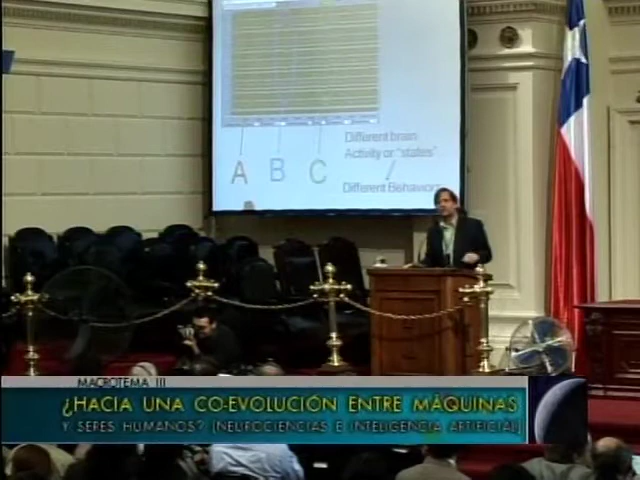 A B C
Different brain
Activity or "states"
Different Behaviors
MACROTEMA III
¿HACIA UNA CO-EVOLUCIÓN ENTRE MÁQUINAS
Y SERES HUMANOS? (NEUROCIENCIAS E INTELIGENCIA ARTIFICIAL)